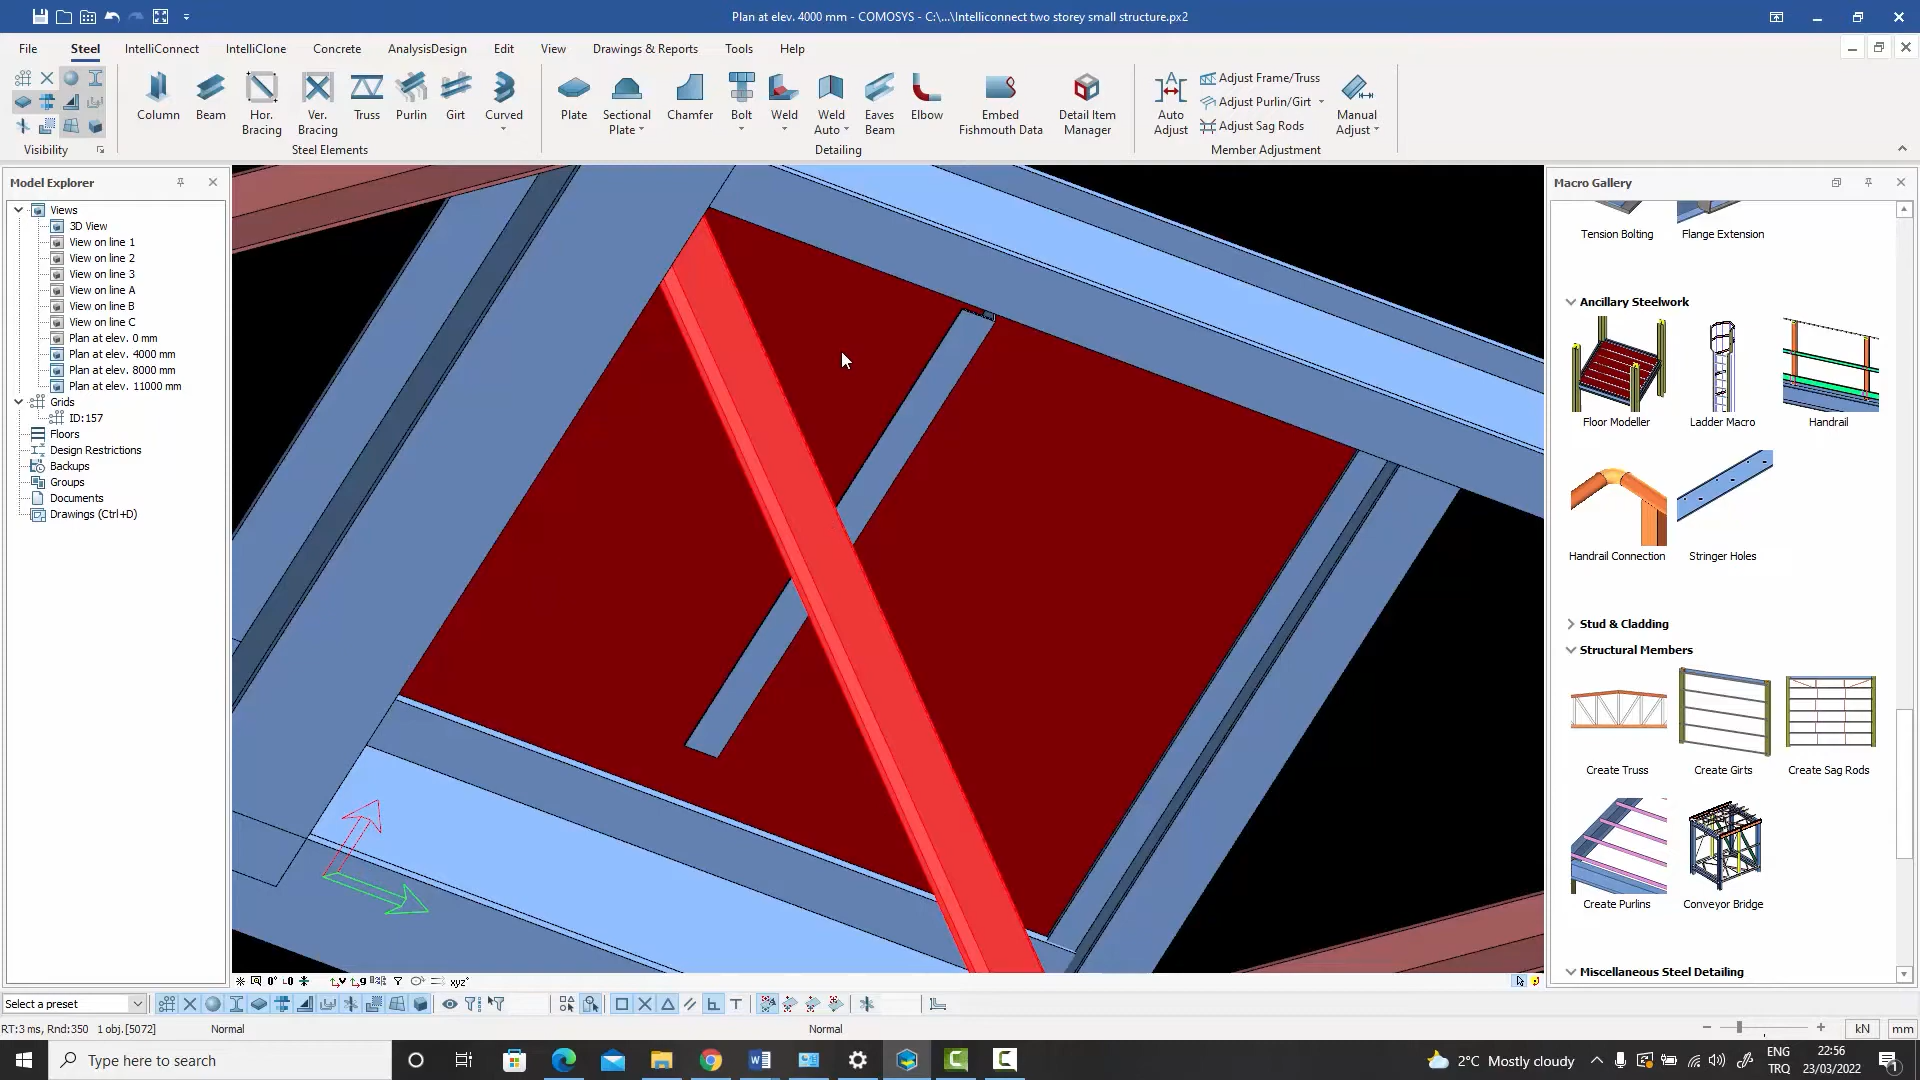 Plan at elev. 4000 mm - COMOSYS - C:\...\Intelliconnect two storey small structure.px2
File Steel IntelliConnect IntelliClone Concrete AnalysisDesign Edit View Drawings & Reports Tools Help
Column Beam Hor. Bracing Ver. Bracing Truss Purlin Girt Curved
Plate Sectional Plate Chamfer Bolt Weld Weld Auto Eaves Beam Elbow Embed Fishmouth Data Detail Item Manager
Auto Adjust Adjust Frame/Truss Adjust Purlin/Girt Adjust Sag Rods Manual Adjust
Visibility Steel Elements Detailing Member Adjustment
Model Explorer
Views
3D View
View on line 1
View on line 2
View on line 3
View on line A
View on line B
View on line C
Plan at elev. 0 mm
Plan at elev. 4000 mm
Plan at elev. 8000 mm
Plan at elev. 11000 mm
Grids
ID:157
Floors
Design Restrictions
Backups
Groups
Documents
Drawings (Ctrl+D)
Macro Gallery
Tension Bolting Flange Extension
Ancillary Steelwork
Floor Modeller Ladder Macro Handrail
Handrail Connection Stringer Holes
Stud & Cladding
Structural Members
Create Truss Create Girts Create Sag Rods
Create Purlins Conveyor Bridge
Miscellaneous Steel Detailing
xyz°
Select a preset
RT:3 ms, Rnd:350 1 obj.[5072] Normal Normal kN mm
Type here to search
2°C Mostly cloudy
ENG
TRQ
22:56
23/03/2022
1